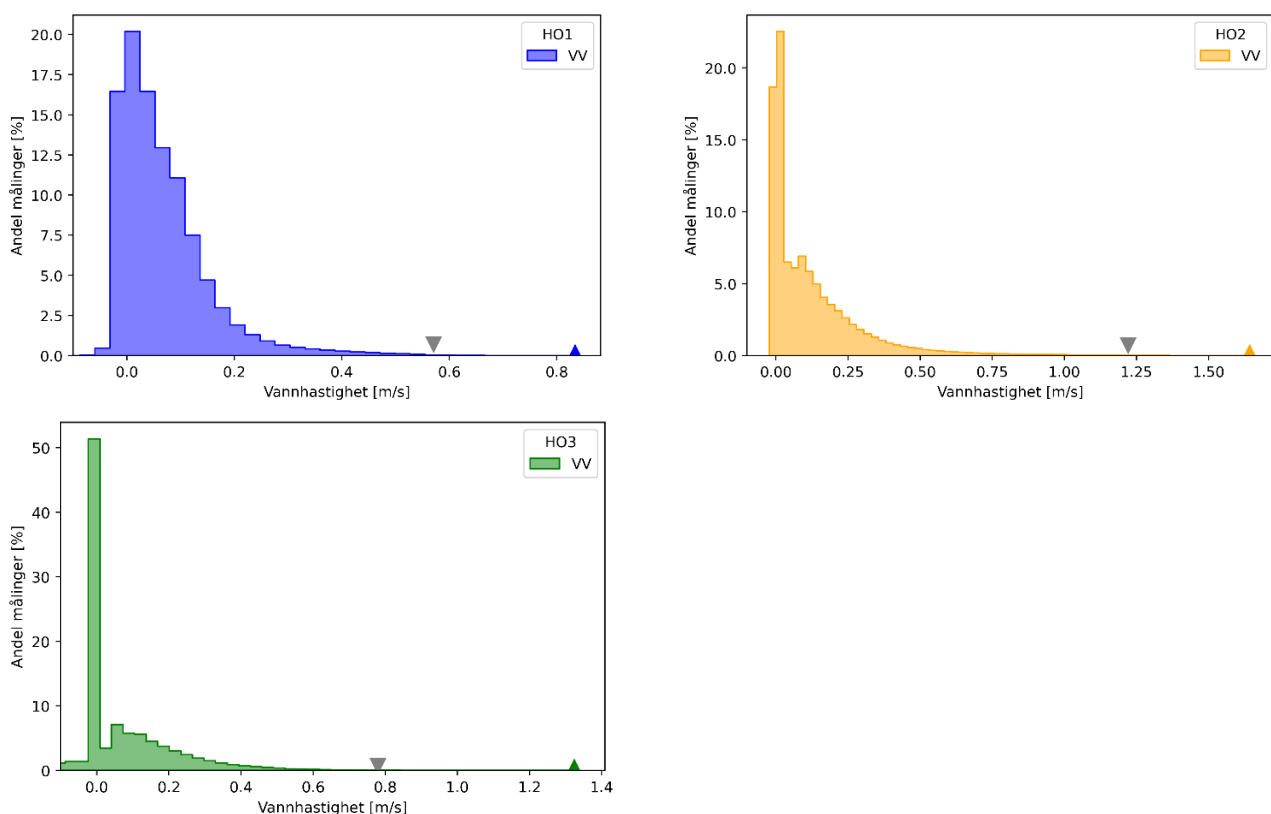 HO1
VV
20.0
17.5
15.0
12.5
10.0
7.5
5.0
2.5
0.0
Andel målinger [%]
0.0 0.2 0.4 0.6 0.8
Vannhastighet [m/s]
HO2
VV
20.0
15.0
10.0
5.0
0.0
Andel målinger [%]
0.00 0.25 0.50 0.75 1.00 1.25 1.50
Vannhastighet [m/s]
HO3
VV
50
40
30
20
10
0
Andel målinger [%]
0.0 0.2 0.4 0.6 0.8 1.0 1.2 1.4
Vannhastighet [m/s]